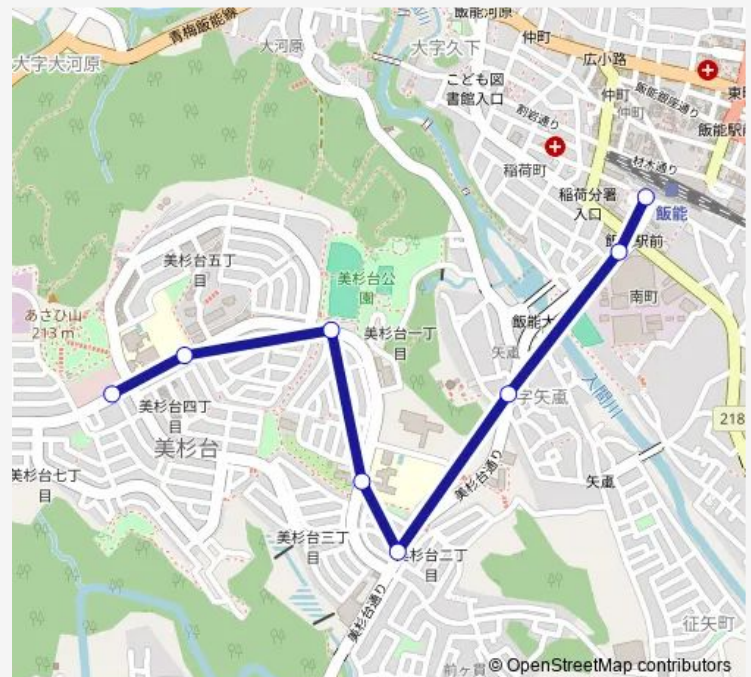 飯能河原
仲町
青梅飯能線
大河原
大字久下
広小路
大字大河原
こども図
書館入口
仲町
仲町
飯能銀座通り
東町
割岩通り
飯能駅前
稲荷町
材木通り
稲荷分署
入口
飯能
美杉台五丁
目
美杉台公
園
南町
あさひ山
213 m
美杉台一丁
目
飯能大
矢颪
入間川
字矢颪
美杉台四丁
目
218
美杉台
美杉台七丁
目
美杉台通り
矢颪
美杉台三丁
目
美杉台二丁
目
美杉台通り
征矢町
前ヶ貫
© OpenStreetMap contributors